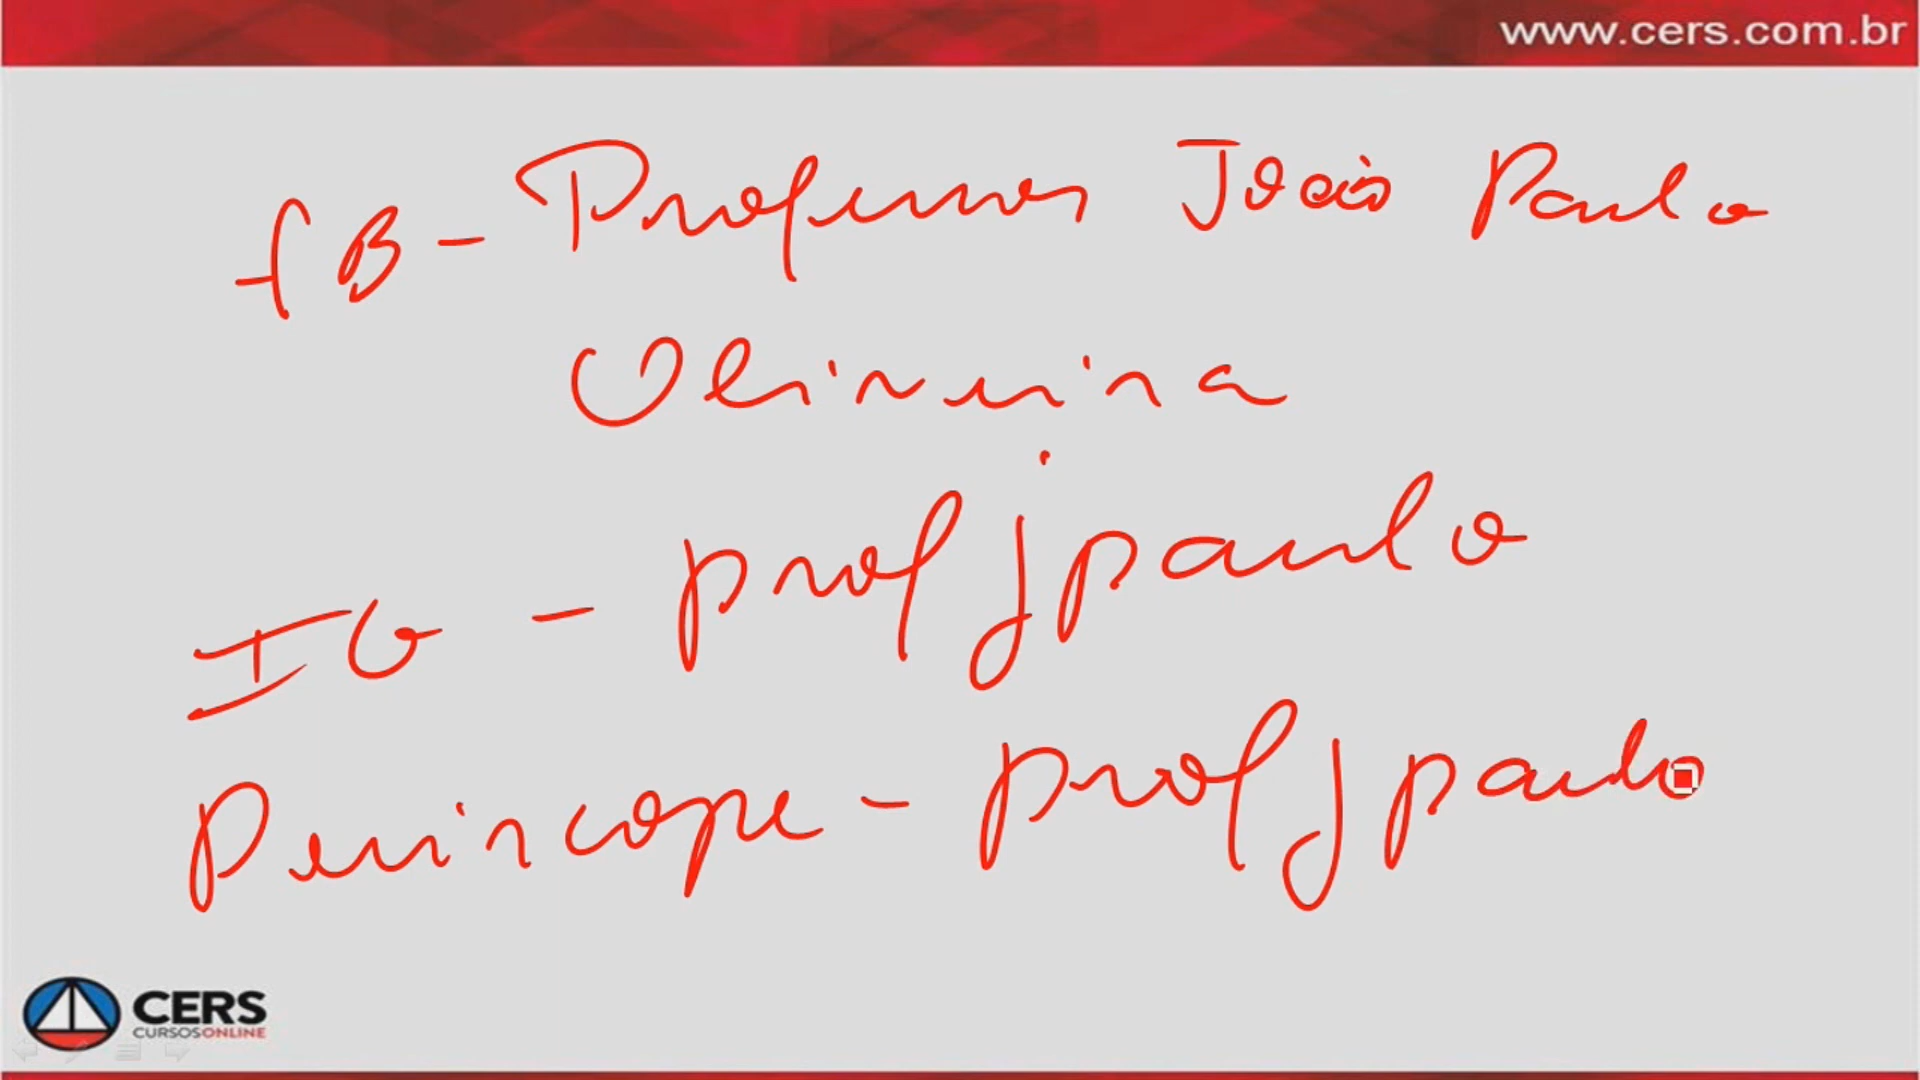 www.cers.com.br
fB - Professor João Paulo
Oliveira
IG - profjpaulo
Periscope - profjpaulo
CERS
CURSOSONLINE